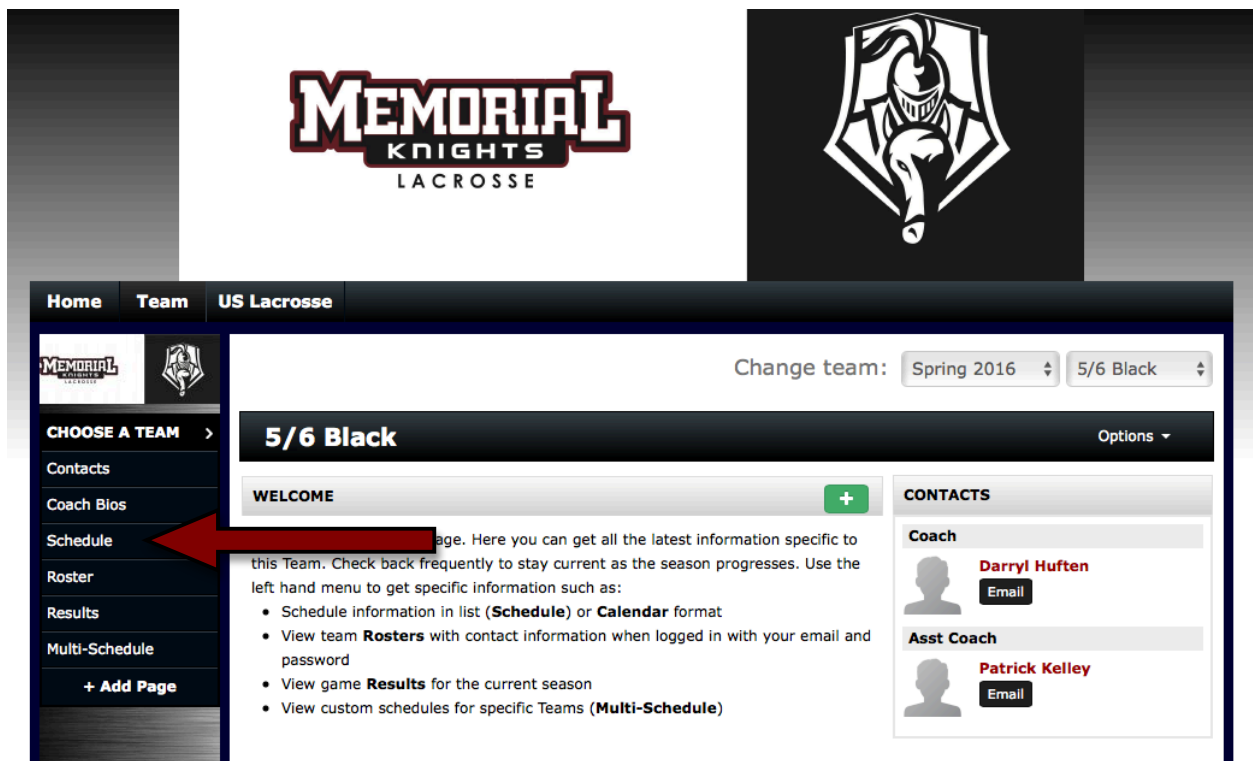 MEMORIAL
KNIGHTS
LACROSSE
Home Team US Lacrosse
MEMORIAL
KNIGHTS
LACROSSE
Change team: Spring 2016 5/6 Black
CHOOSE A TEAM >
Contacts
Coach Bios
Schedule
Roster
Results
Multi-Schedule
+ Add Page
5/6 Black Options
WELCOME +
age. Here you can get all the latest information specific to
this Team. Check back frequently to stay current as the season progresses. Use the
left hand menu to get specific information such as:
• Schedule information in list (Schedule) or Calendar format
• View team Rosters with contact information when logged in with your email and
password
• View game Results for the current season
• View custom schedules for specific Teams (Multi-Schedule)
CONTACTS
Coach
Darryl Huften
Email
Asst Coach
Patrick Kelley
Email